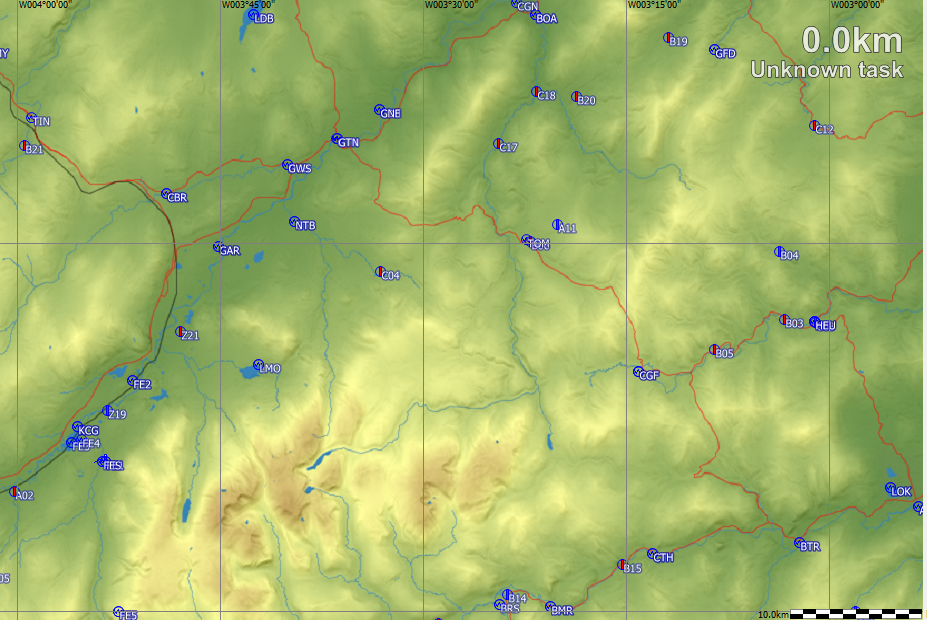 W004°00'00" W003°45'00" W003°30'00" W003°15'00" W003°00'00"
CGN
LDB
BOA
0.0km
B19
GFD
Unknown task
C18
B20
GNE
TIN
C12
GTN
B21
C17
GWS
CBR
NTB
A11
TOM
GAR
B04
C04
B03
HEU
Z21
B05
LMO
CGF
FE2
Z19
KCG
FE4
FES1
LOK
A02
BTR
CTH
B15
J5
B14
BRS
BMR
FE5
10.0km